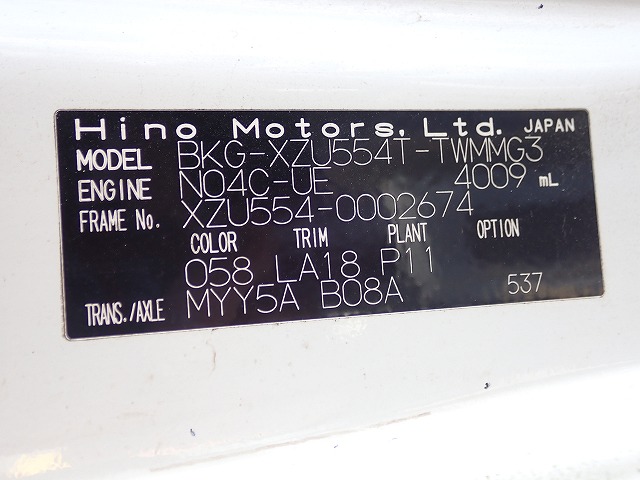 Hino Motors, Ltd. JAPAN
MODEL BKG-XZU554T-TWMMG3
ENGINE N04C-UE 4009 mL
FRAME No. XZU554-0002674
COLOR TRIM PLANT OPTION
058 LA18 P11
TRANS./AXLE MYY5A B08A 537